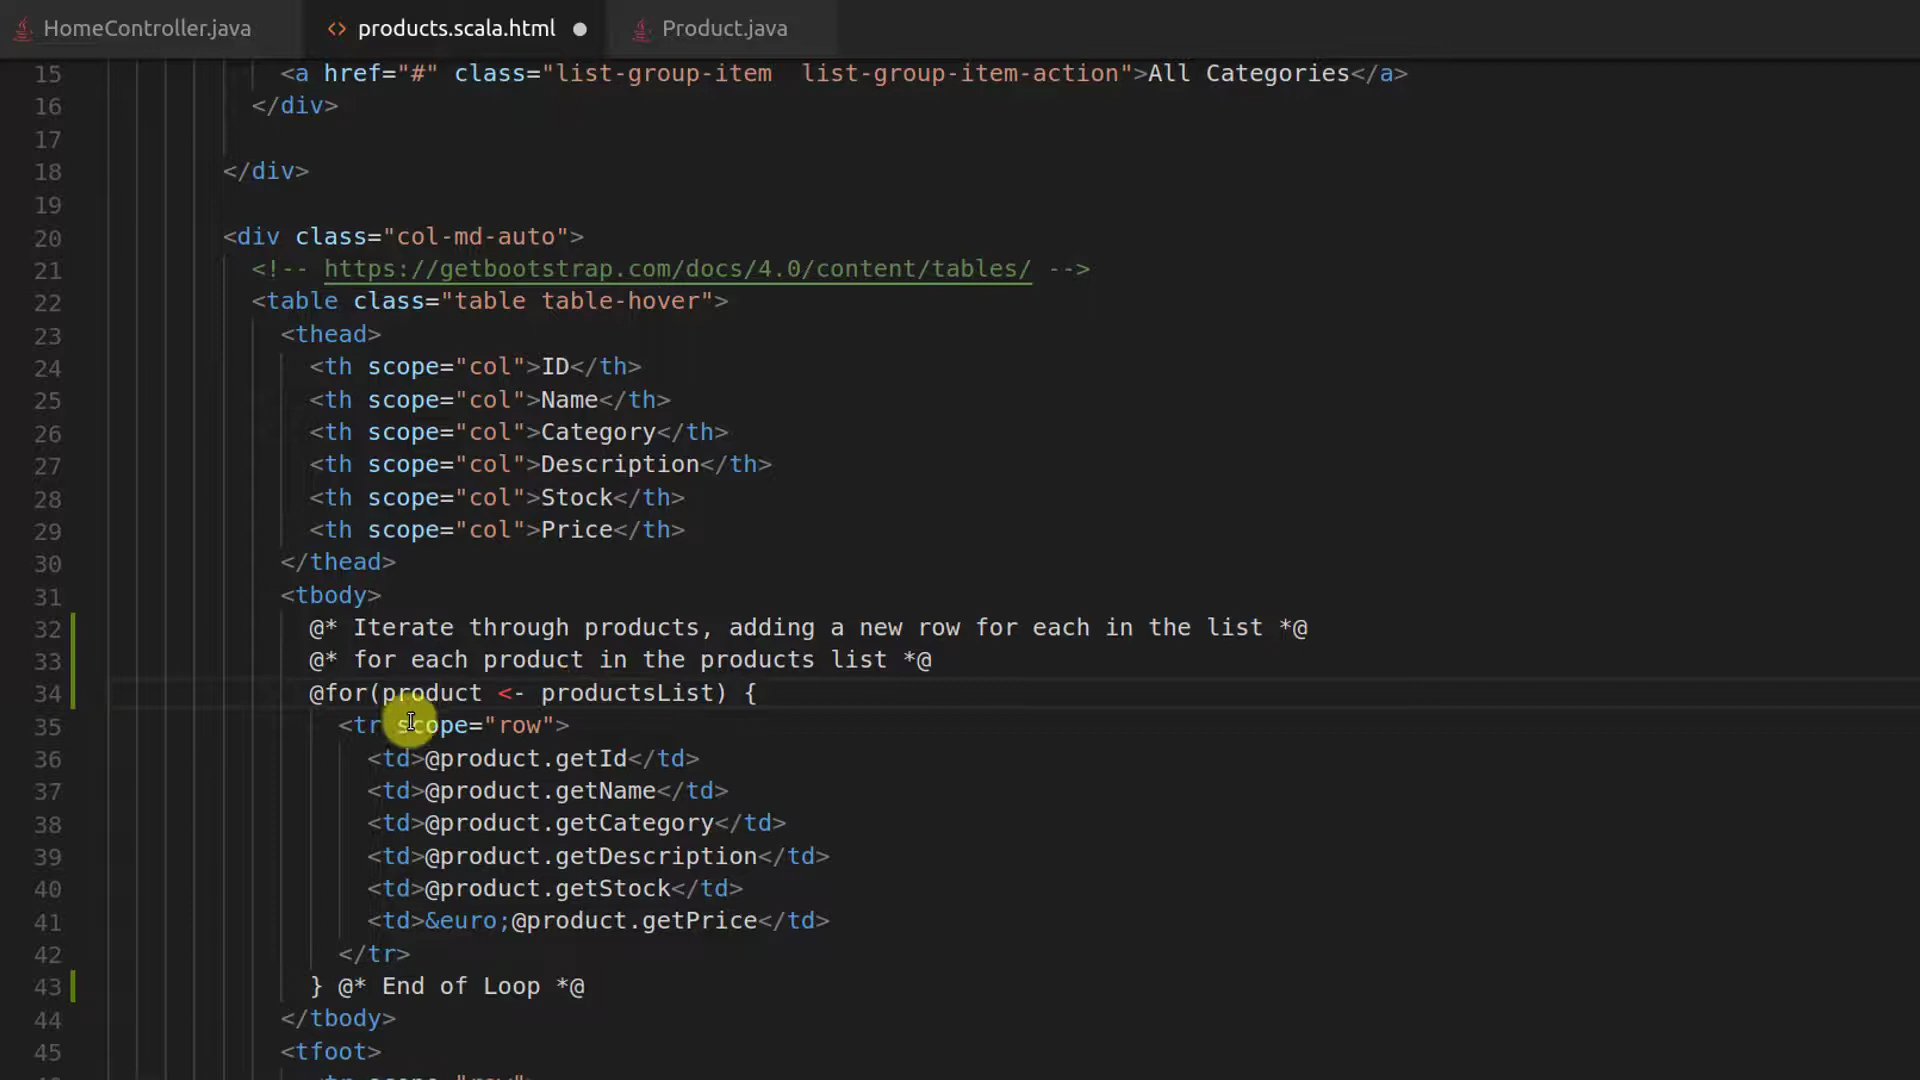 HomeController.java
products.scala.html
Product.java
15 <a href="#" class="list-group-item  list-group-item-action">All Categories</a>
16 </div>
17
18 </div>
19
20 <div class="col-md-auto">
21 <!-- https://getbootstrap.com/docs/4.0/content/tables/ -->
22 <table class="table table-hover">
23 <thead>
24 <th scope="col">ID</th>
25 <th scope="col">Name</th>
26 <th scope="col">Category</th>
27 <th scope="col">Description</th>
28 <th scope="col">Stock</th>
29 <th scope="col">Price</th>
30 </thead>
31 <tbody>
32 @* Iterate through products, adding a new row for each in the list *@
33 @* for each product in the products list *@
34 @for(product <- productsList) {
35 <tr scope="row">
36 <td>@product.getId</td>
37 <td>@product.getName</td>
38 <td>@product.getCategory</td>
39 <td>@product.getDescription</td>
40 <td>@product.getStock</td>
41 <td>&euro;@product.getPrice</td>
42 </tr>
43 } @* End of Loop *@
44 </tbody>
45 <tfoot>